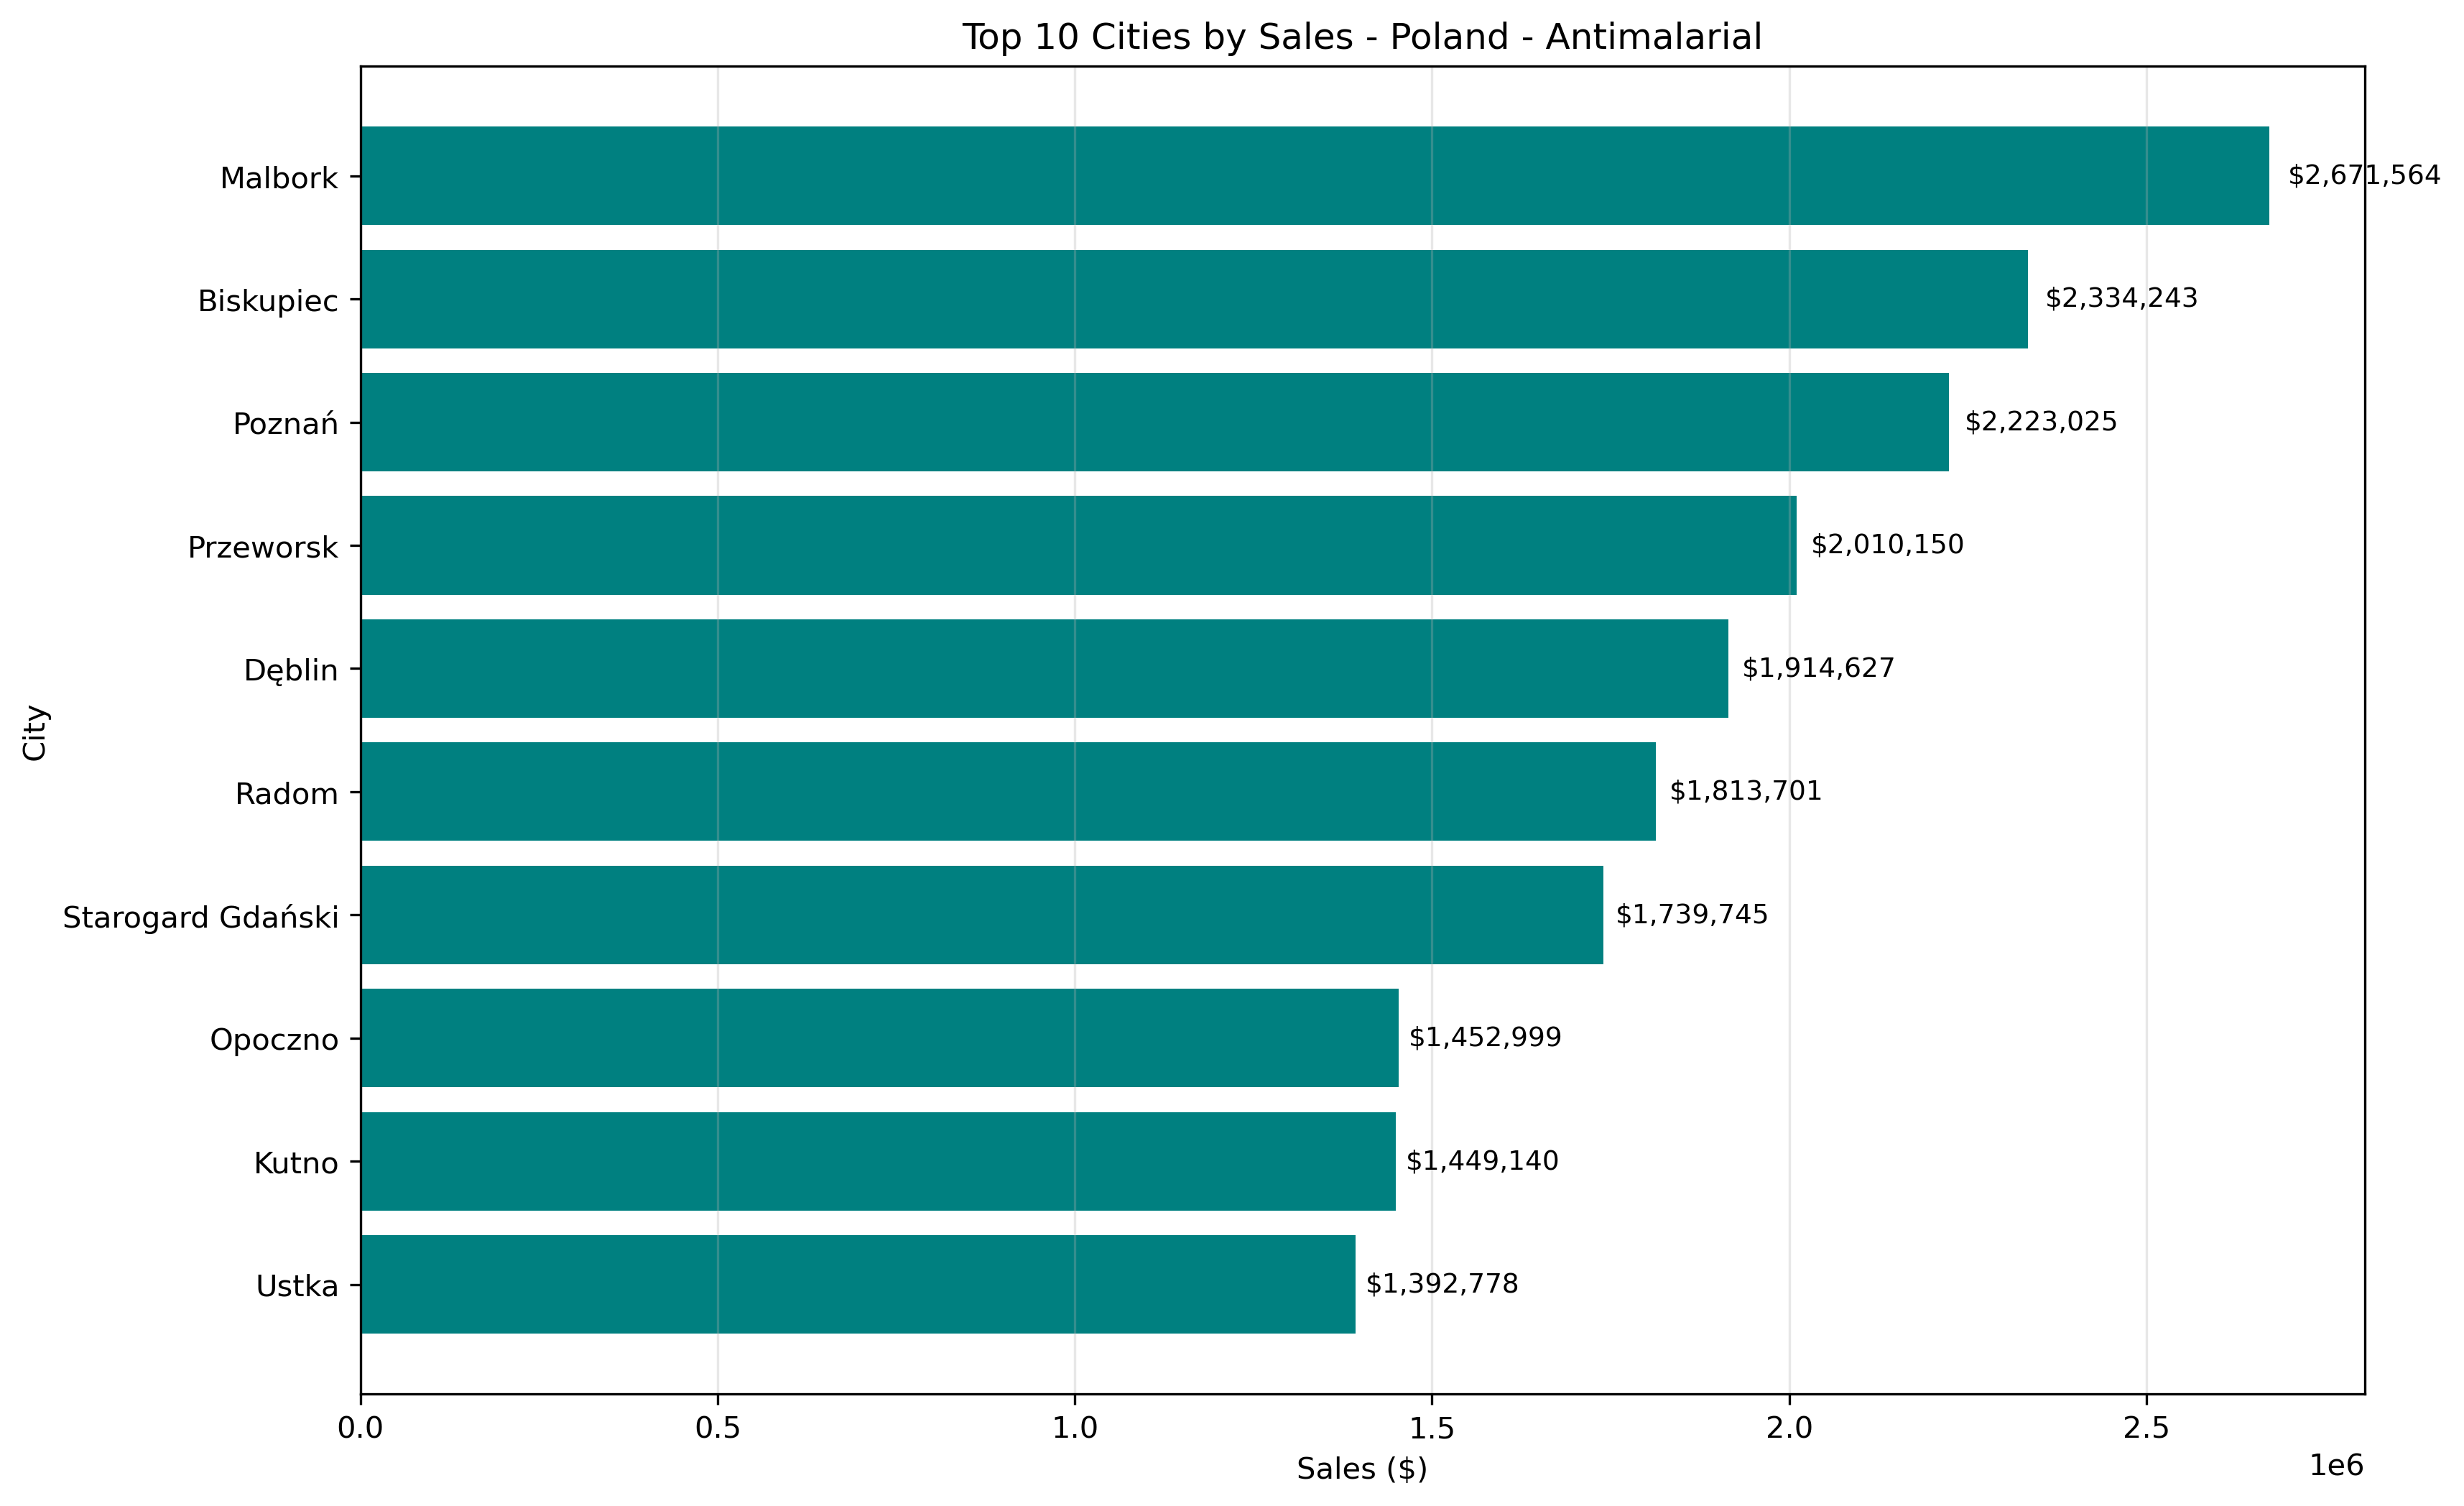 Top 10 Cities by Sales - Poland - Antimalarial
City
Malbork $2,671,564
Biskupiec $2,334,243
Poznań $2,223,025
Przeworsk $2,010,150
Dęblin $1,914,627
Radom $1,813,701
Starogard Gdański $1,739,745
Opoczno $1,452,999
Kutno $1,449,140
Ustka $1,392,778
0.0 0.5 1.0 1.5 2.0 2.5
Sales ($)
1e6